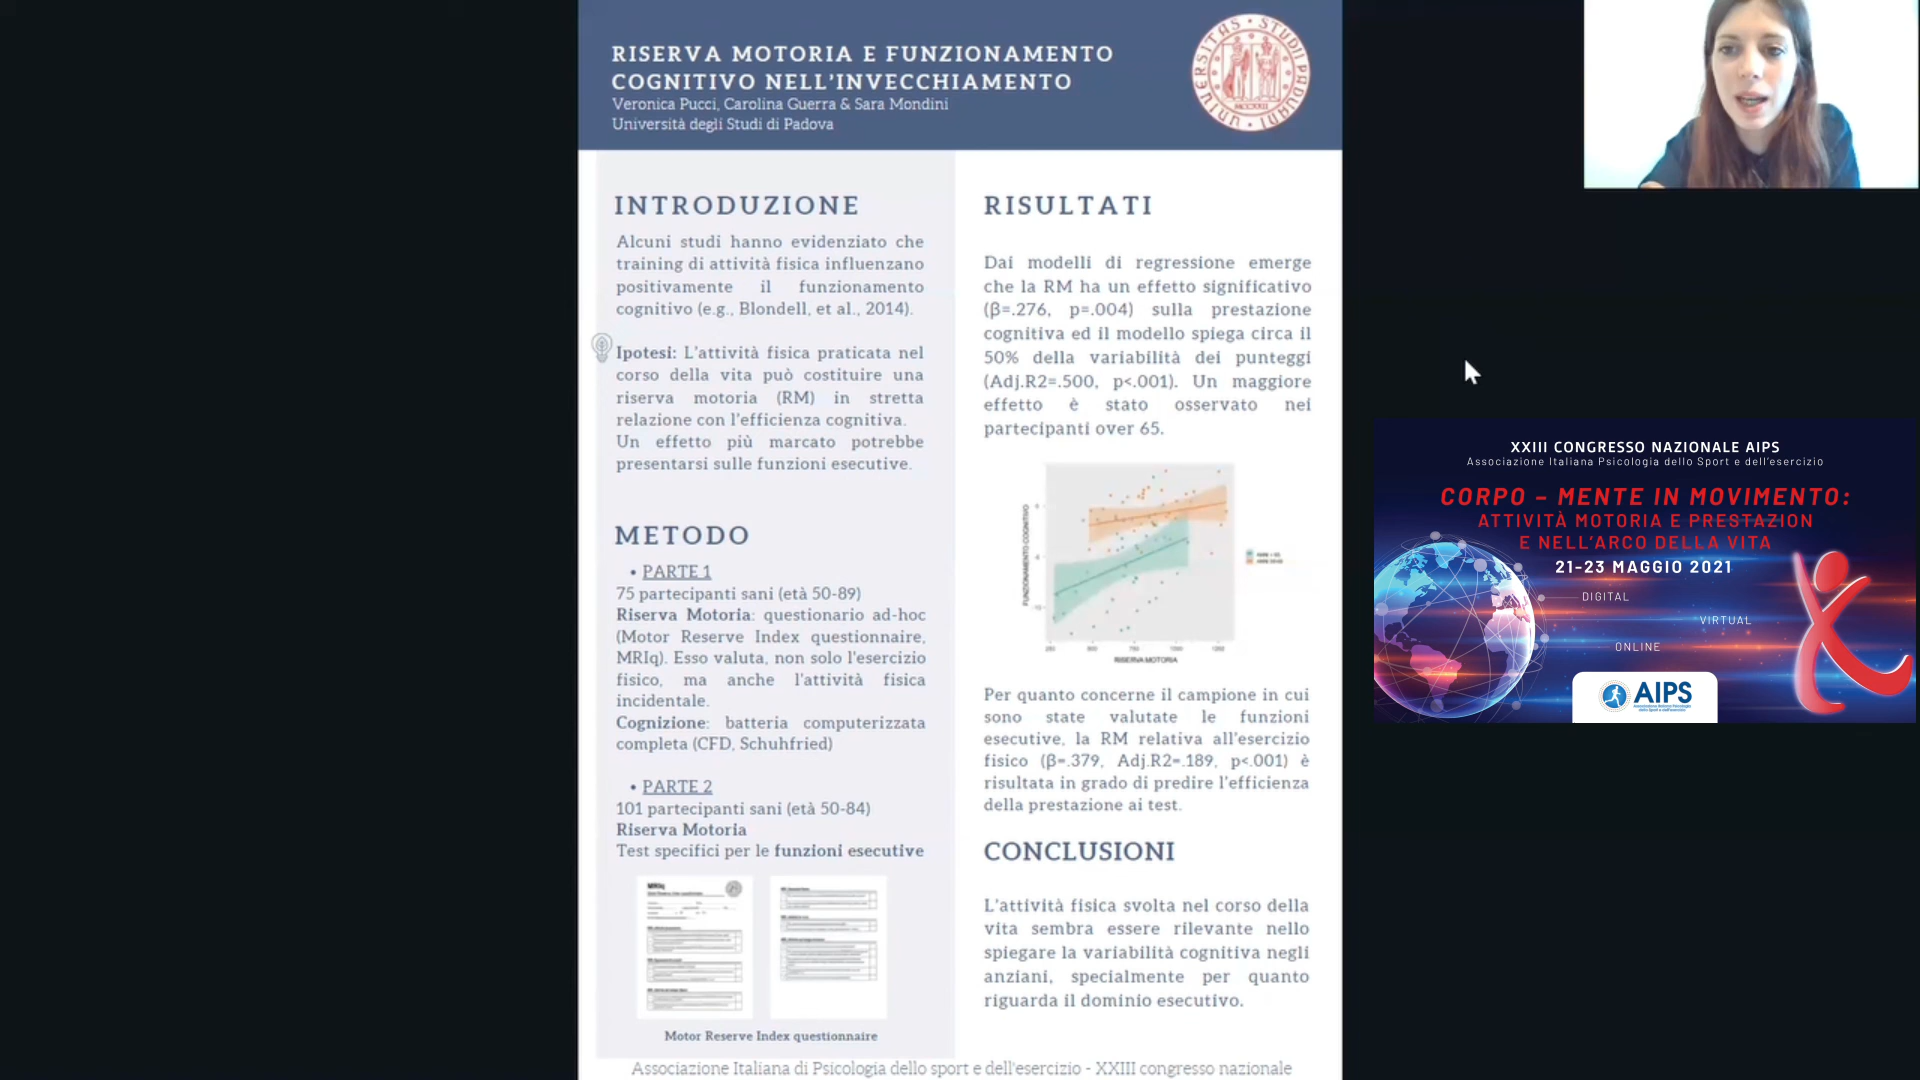 RISERVA MOTORIA E FUNZIONAMENTO
COGNITIVO NELL'INVECCHIAMENTO
Veronica Pucci, Carolina Guerra & Sara Mondini
Università degli Studi di Padova
INTRODUZIONE
Alcuni studi hanno evidenziato che
training di attività fisica influenzano
positivamente il funzionamento
cognitivo (e.g., Blondell, et al., 2014).
Ipotesi: L'attività fisica praticata nel
corso della vita può costituire una
riserva motoria (RM) in stretta
relazione con l'efficienza cognitiva.
Un effetto più marcato potrebbe
presentarsi sulle funzioni esecutive.
METODO
• PARTE 1
75 partecipanti sani (età 50-89)
Riserva Motoria: questionario ad-hoc
(Motor Reserve Index questionnaire,
MRIq). Esso valuta, non solo l'esercizio
fisico, ma anche l'attività fisica
incidentale.
Cognizione: batteria computerizzata
completa (CFD, Schuhfried)
• PARTE 2
101 partecipanti sani (età 50-84)
Riserva Motoria
Test specifici per le funzioni esecutive
MRIq
Motor Reserve Index questionnaire
RISULTATI
Dai modelli di regressione emerge
che la RM ha un effetto significativo
(β=.276, p=.004) sulla prestazione
cognitiva ed il modello spiega circa il
50% della variabilità dei punteggi
(Adj.R2=.500, p<.001). Un maggiore
effetto è stato osservato nei
partecipanti over 65.
FUNZIONAMENTO COGNITIVO
RISERVA MOTORIA
Per quanto concerne il campione in cui
sono state valutate le funzioni
esecutive, la RM relativa all'esercizio
fisico (β=.379, Adj.R2=.189, p<.001) è
risultata in grado di predire l'efficienza
della prestazione ai test.
CONCLUSIONI
L'attività fisica svolta nel corso della
vita sembra essere rilevante nello
spiegare la variabilità cognitiva negli
anziani, specialmente per quanto
riguarda il dominio esecutivo.
Associazione Italiana di Psicologia dello sport e dell'esercizio - XXIII congresso nazionale
XXIII CONGRESSO NAZIONALE AIPS
Associazione Italiana Psicologia dello Sport e dell'esercizio
CORPO – MENTE IN MOVIMENTO:
ATTIVITÀ MOTORIA E PRESTAZION
E NELL'ARCO DELLA VITA
21-23 MAGGIO 2021
DIGITAL
VIRTUAL
ONLINE
AIPS